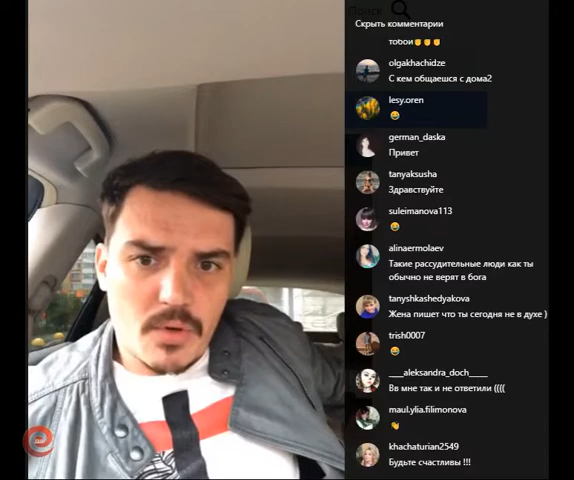 Поиск
Скрыть комментарии
тобой✊✊✊
olgakhachidze
С кем общаешся с дома2
lesy.oren
😂
german_daska
Привет
tanyaksusha
Здравствуйте
suleimanova113
😂
alinaermolaev
Такие рассудительные люди как ты
обычно не верят в бога
tanyshkashedyakova
Жена пишет что ты сегодня не в духе )
trish0007
😂
____aleksandra_doch_____
Вв мне так и не ответили ((((
maul.ylia.filimonova
👏
khachaturian2549
Будьте счастливы !!!